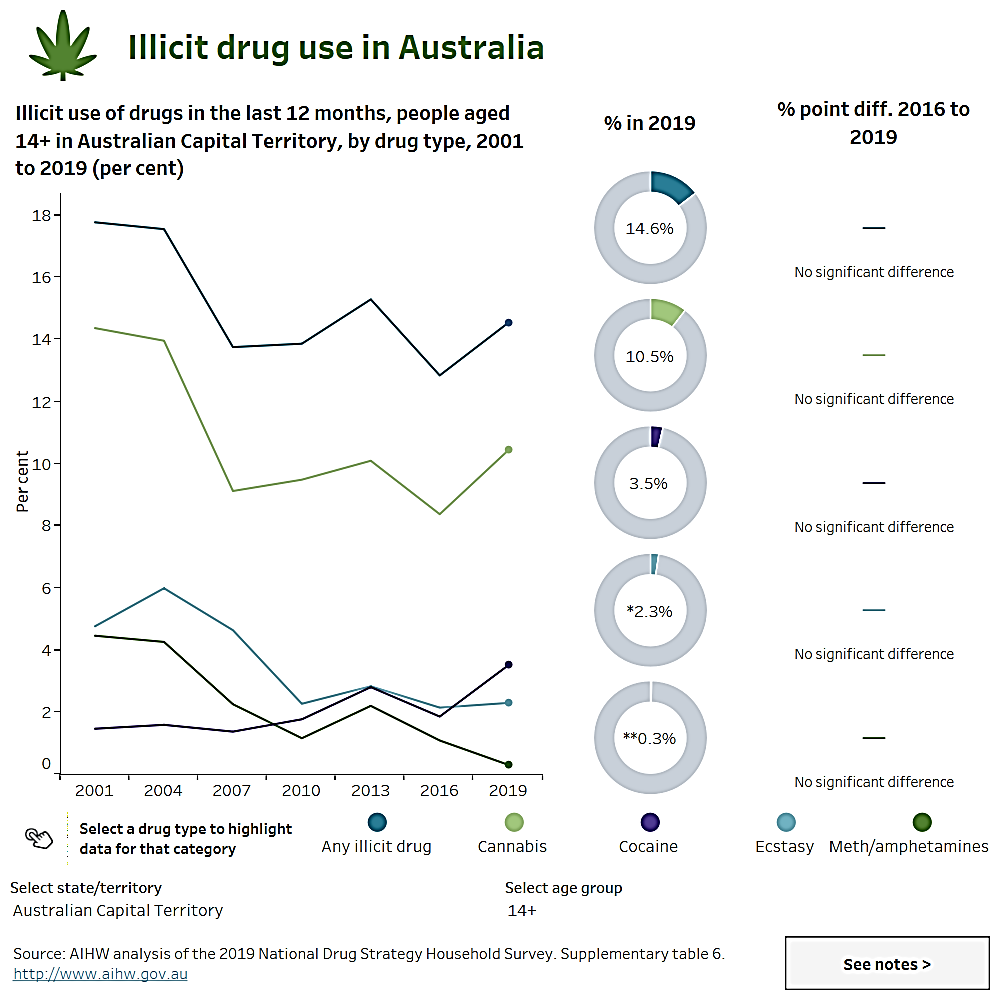 Illicit drug use in Australia
Illicit use of drugs in the last 12 months, people aged
14+ in Australian Capital Territory, by drug type, 2001
to 2019 (per cent)
% in 2019
% point diff. 2016 to
2019
Per cent
18
16
14
12
10
8
6
4
2
0
2001 2004 2007 2010 2013 2016 2019
14.6%
No significant difference
10.5%
No significant difference
3.5%
No significant difference
*2.3%
No significant difference
**0.3%
No significant difference
Select a drug type to highlight
data for that category
Any illicit drug Cannabis Cocaine Ecstasy Meth/amphetamines
Select state/territory
Australian Capital Territory
Select age group
14+
Source: AIHW analysis of the 2019 National Drug Strategy Household Survey. Supplementary table 6.
http://www.aihw.gov.au
See notes >